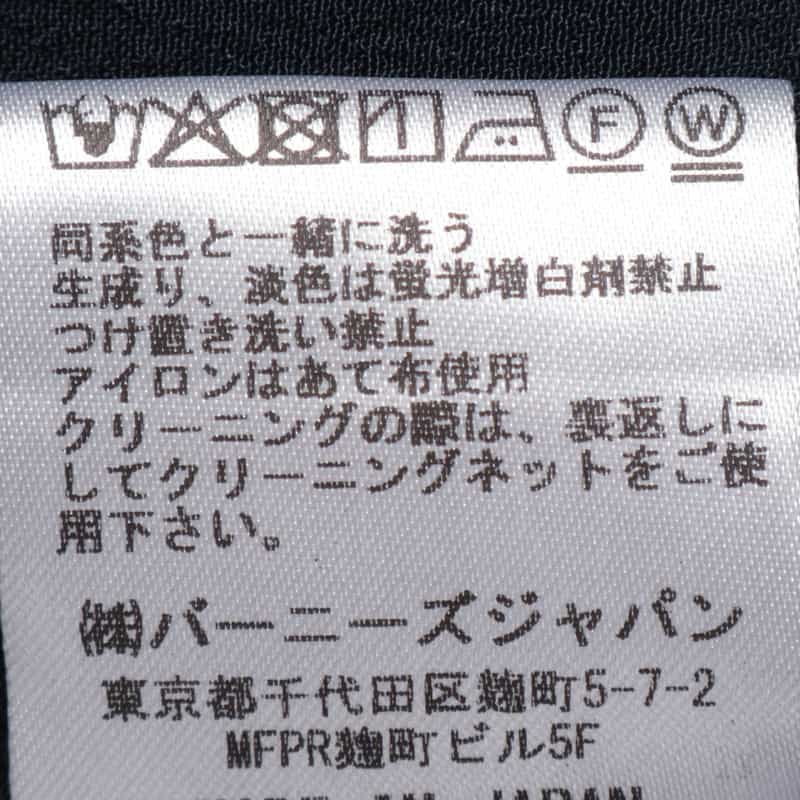 F W
同系色と一緒に洗う
生成り、淡色は蛍光増白剤禁止
つけ置き洗い禁止
アイロンはあて布使用
クリーニングの際は、裏返しに
してクリーニングネットをご使
用下さい。
㈱バーニーズジャパン
東京都千代田区麹町5-7-2
MFPR麹町ビル5F